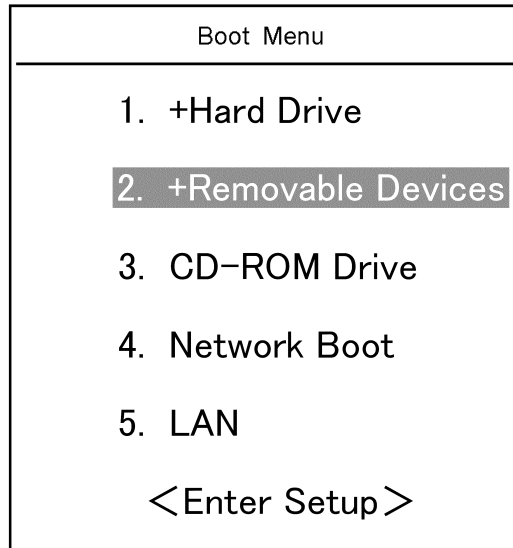 Boot Menu
1. +Hard Drive
2. +Removable Devices
3. CD-ROM Drive
4. Network Boot
5. LAN
<Enter Setup>